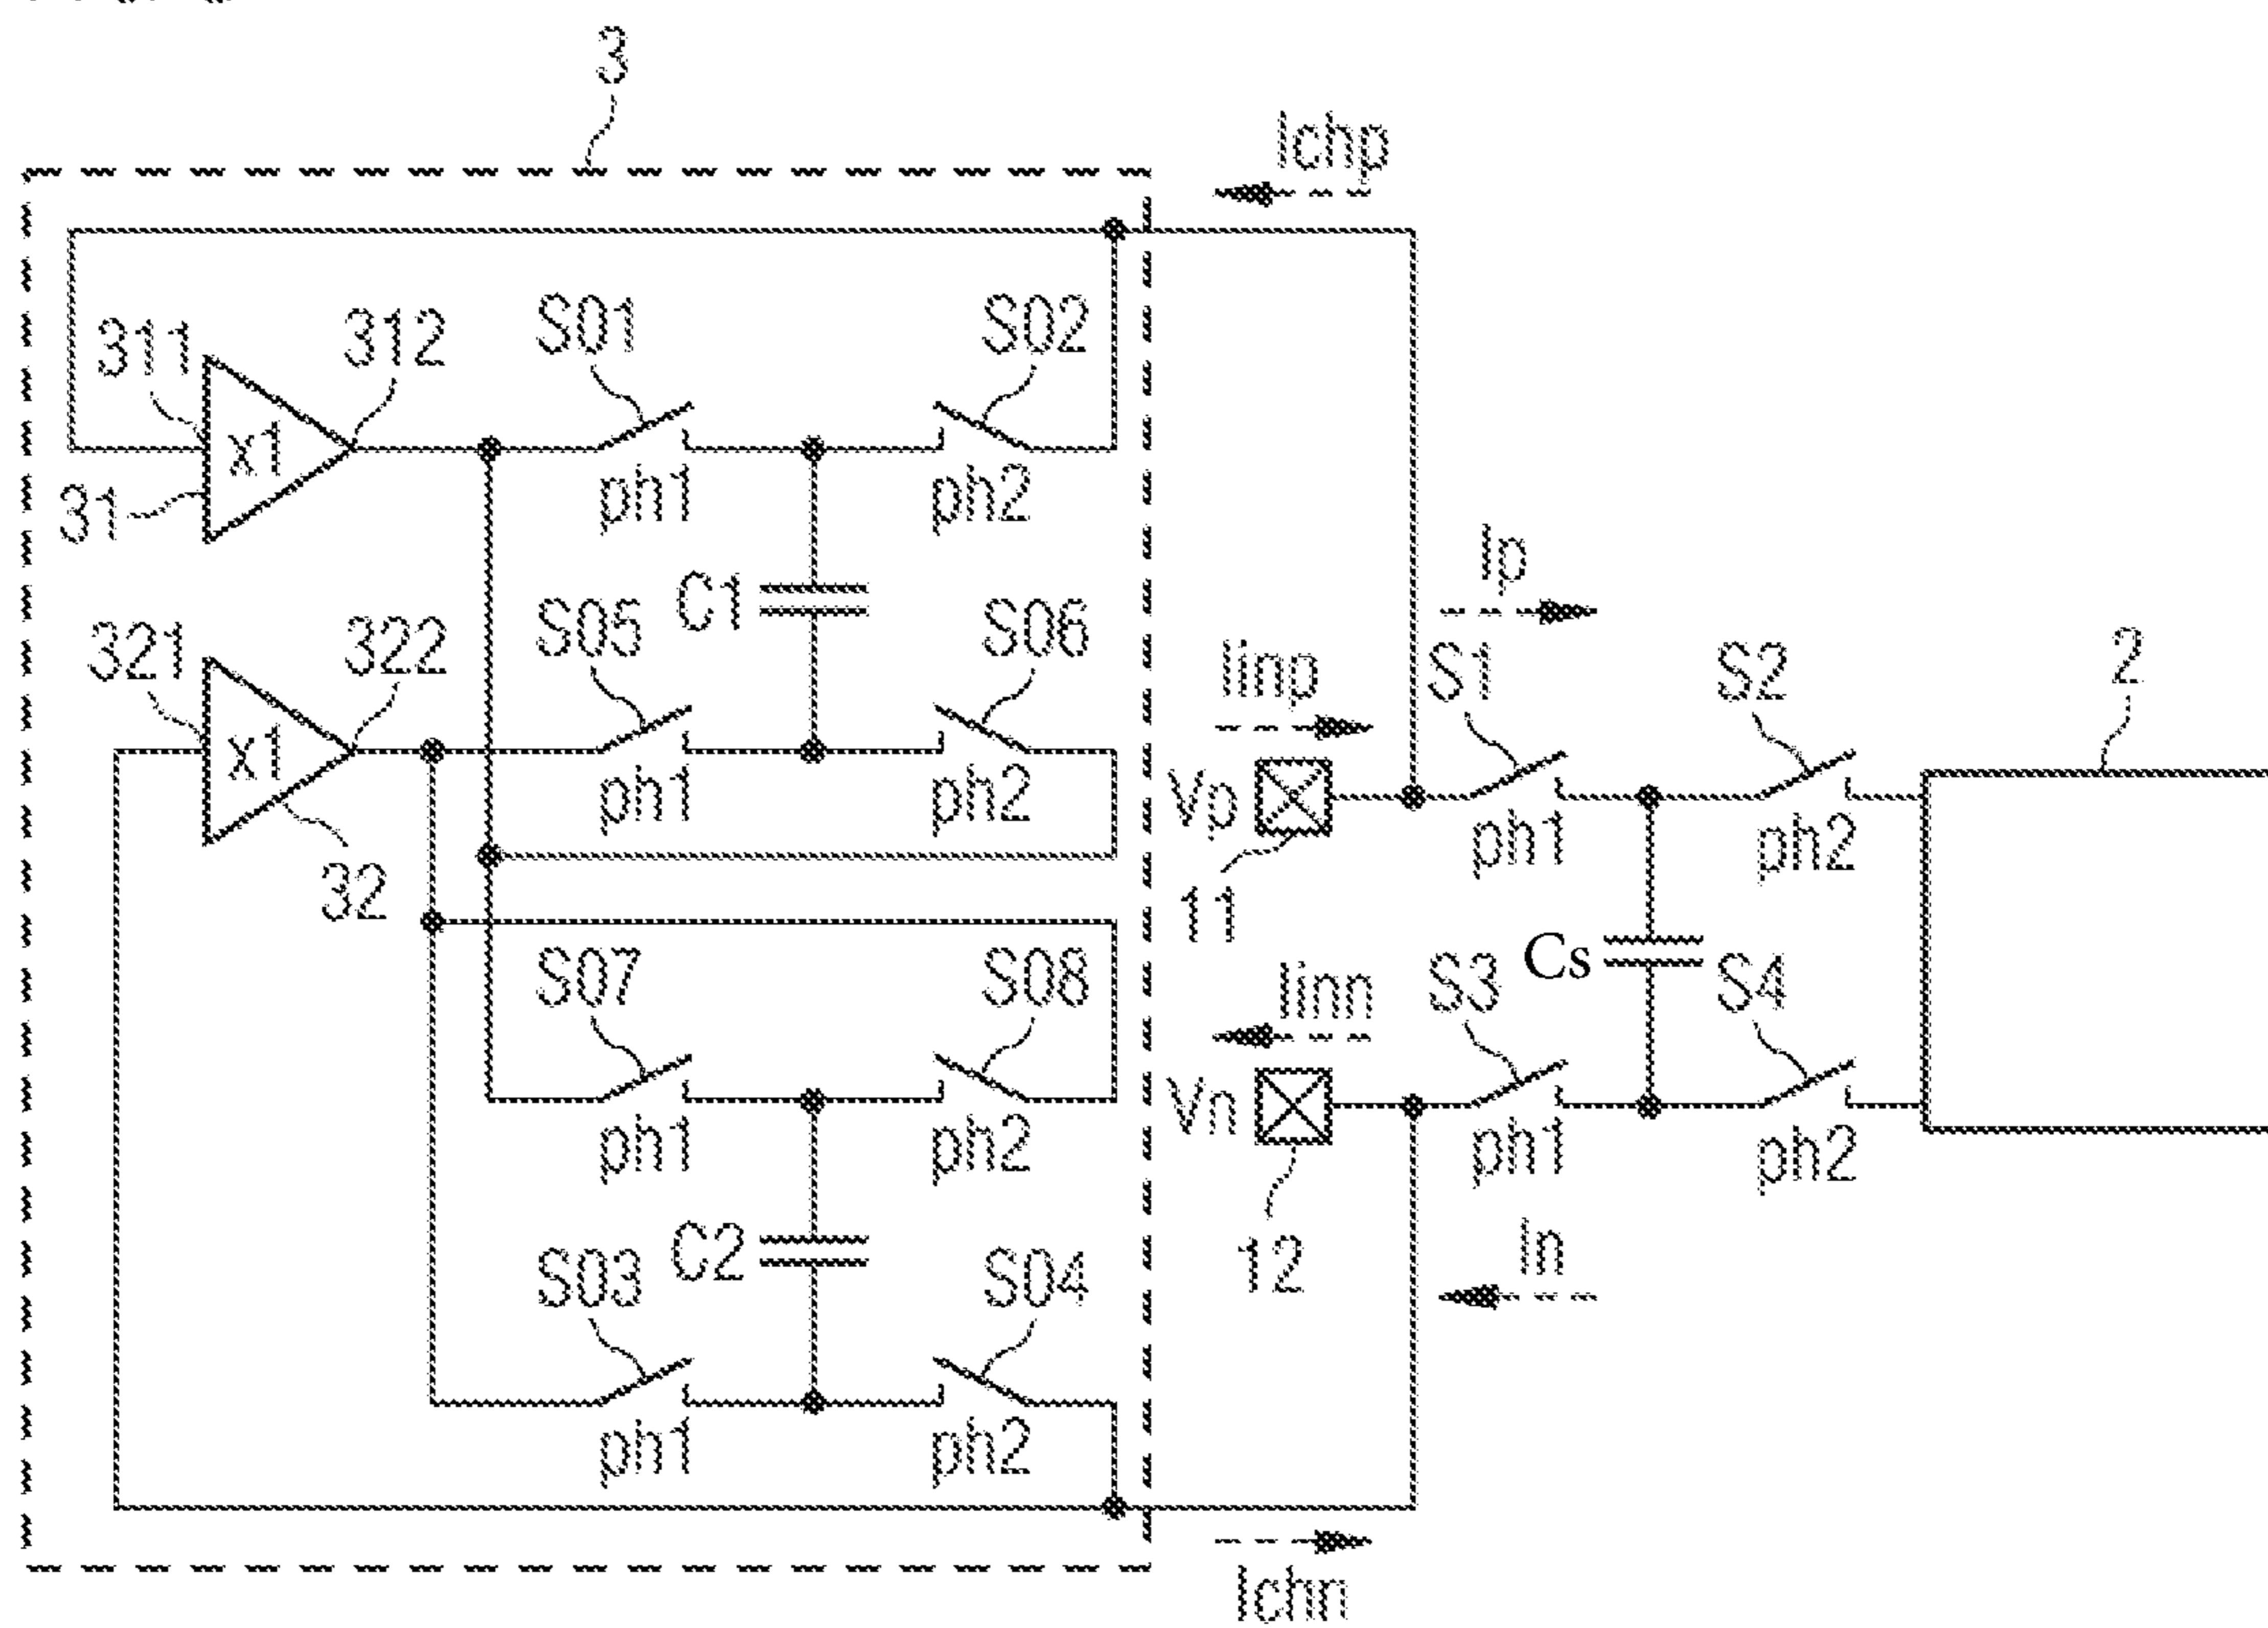 3
Ichp
311
312
S01
S02
x1
31
ph1
ph2
C1
Ip
321
322
S05
S06
Iinp
S1
S2
2
x1
ph1
ph2
Vp
ph1
ph2
32
11
S07
S08
Iinn
S3
Cs
S4
Vn
ph1
ph2
ph1
ph2
C2
12
In
S03
S04
ph1
ph2
Ichn